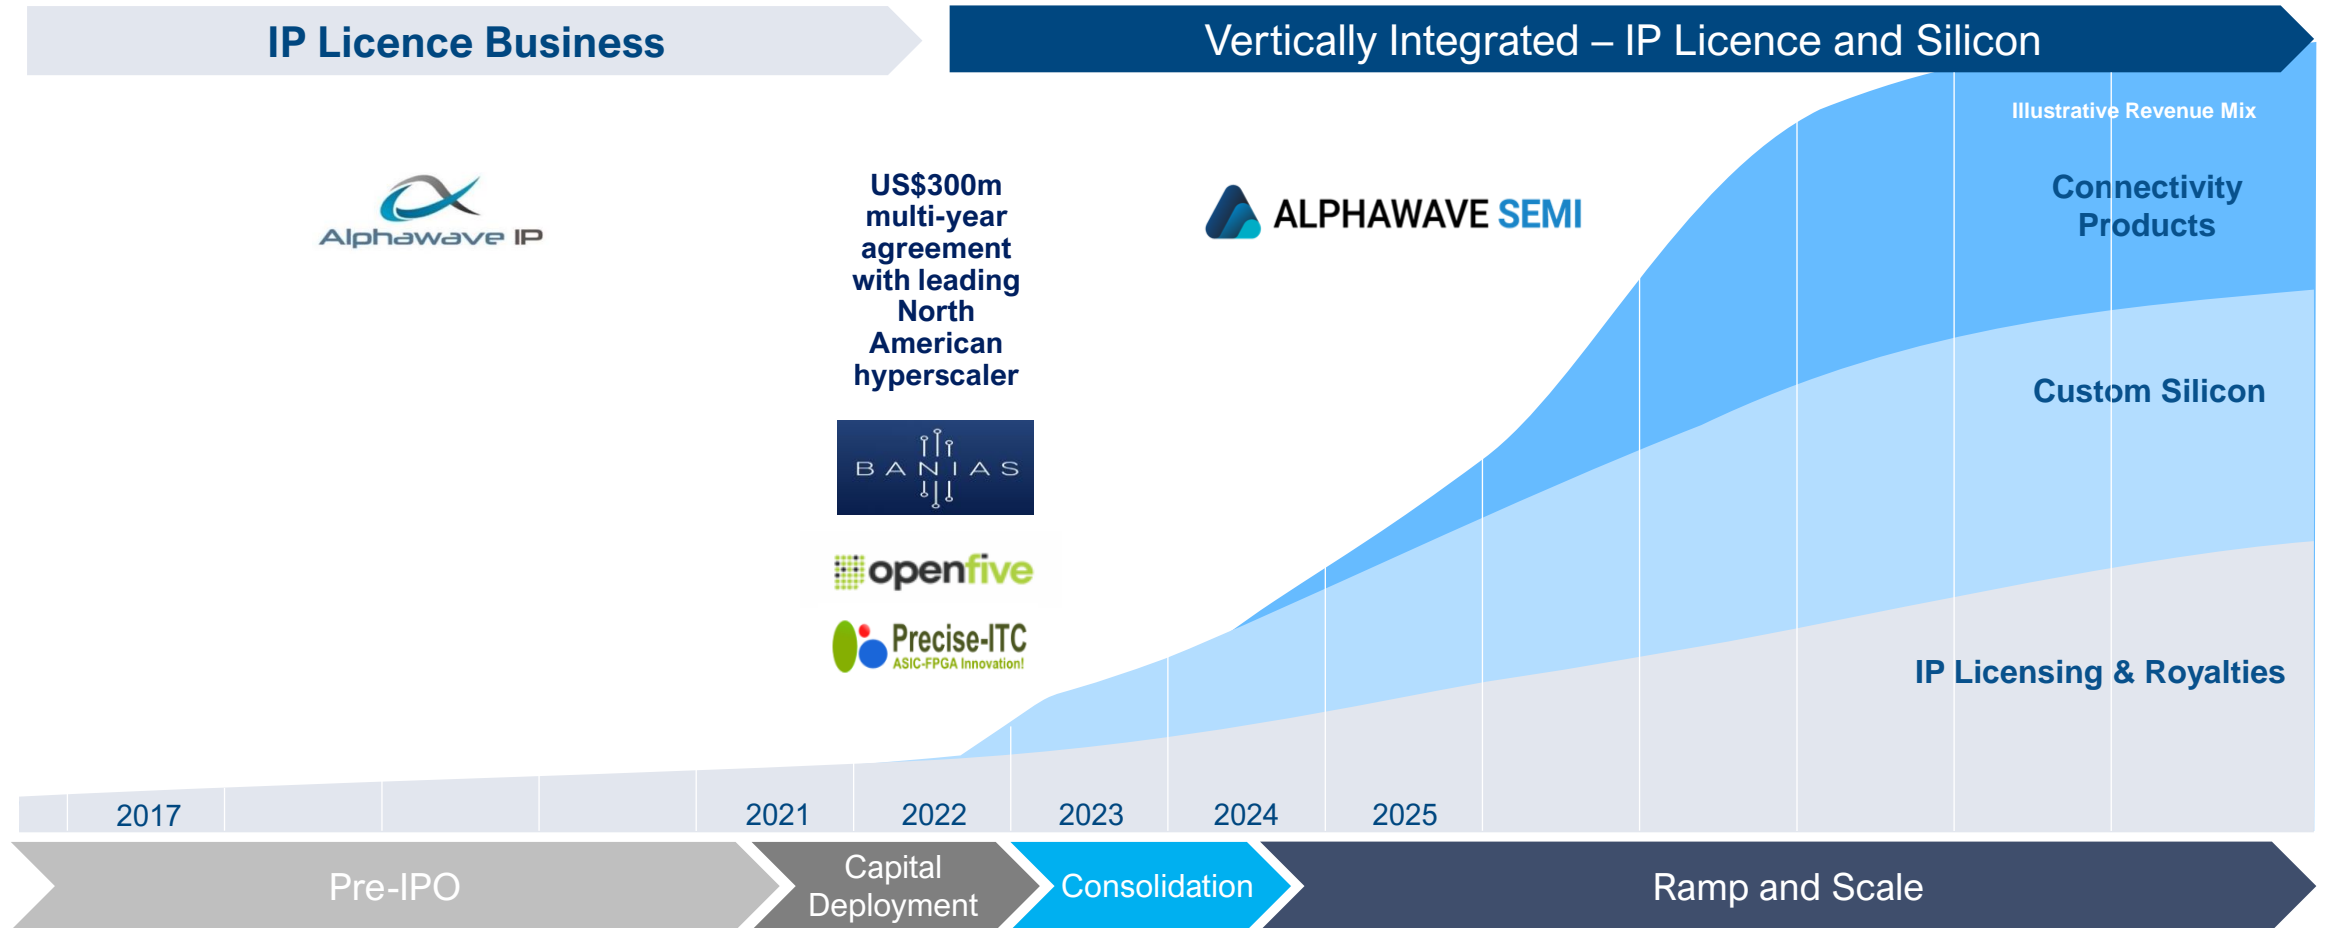 IP Licence Business
Vertically Integrated – IP Licence and Silicon
Illustrative Revenue Mix
Alphawave IP
US$300m
multi-year
agreement
with leading
North
American
hyperscaler
ALPHAWAVE SEMI
Connectivity
Products
BANIAS
Custom Silicon
openfive
Precise-ITC
ASIC-FPGA Innovation!
IP Licensing & Royalties
2017
2021
2022
2023
2024
2025
Pre-IPO
Capital
Deployment
Consolidation
Ramp and Scale